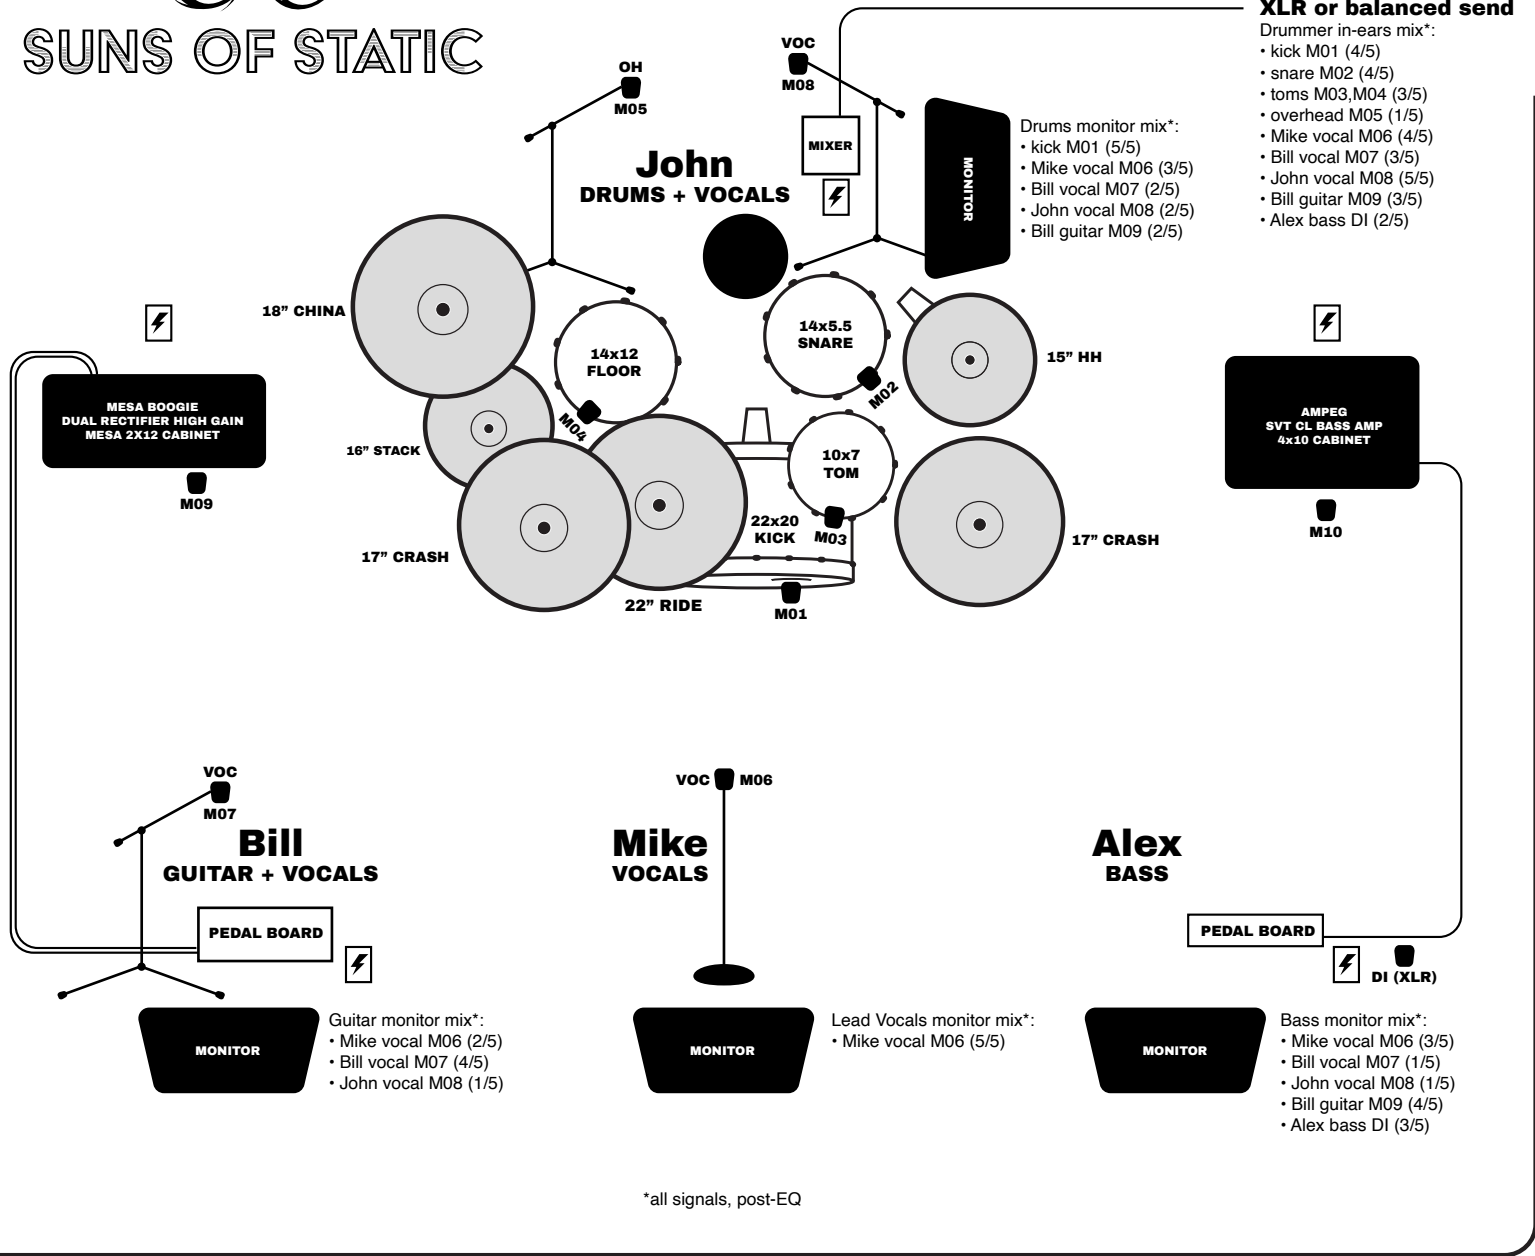 SUNS OF STATIC
XLR or balanced send
Drummer in-ears mix*:
• kick M01 (4/5)
• snare M02 (4/5)
• toms M03,M04 (3/5)
• overhead M05 (1/5)
• Mike vocal M06 (4/5)
• Bill vocal M07 (3/5)
• John vocal M08 (5/5)
• Bill guitar M09 (3/5)
• Alex bass DI (2/5)
OH
M05
VOC
M08
MIXER
MONITOR
Drums monitor mix*:
• kick M01 (5/5)
• Mike vocal M06 (3/5)
• Bill vocal M07 (2/5)
• John vocal M08 (2/5)
• Bill guitar M09 (2/5)
John
DRUMS + VOCALS
18” CHINA
14x12
FLOOR
M04
14x5.5
SNARE
M02
15” HH
16” STACK
10x7
TOM
M03
22x20
KICK
M01
17” CRASH
22” RIDE
17” CRASH
MESA BOOGIE
DUAL RECTIFIER HIGH GAIN
MESA 2X12 CABINET
M09
AMPEG
SVT CL BASS AMP
4x10 CABINET
M10
VOC
M07
Bill
GUITAR + VOCALS
PEDAL BOARD
VOC
M06
Mike
VOCALS
Alex
BASS
PEDAL BOARD
DI (XLR)
MONITOR
Guitar monitor mix*:
• Mike vocal M06 (2/5)
• Bill vocal M07 (4/5)
• John vocal M08 (1/5)
MONITOR
Lead Vocals monitor mix*:
• Mike vocal M06 (5/5)
MONITOR
Bass monitor mix*:
• Mike vocal M06 (3/5)
• Bill vocal M07 (1/5)
• John vocal M08 (1/5)
• Bill guitar M09 (4/5)
• Alex bass DI (3/5)
*all signals, post-EQ